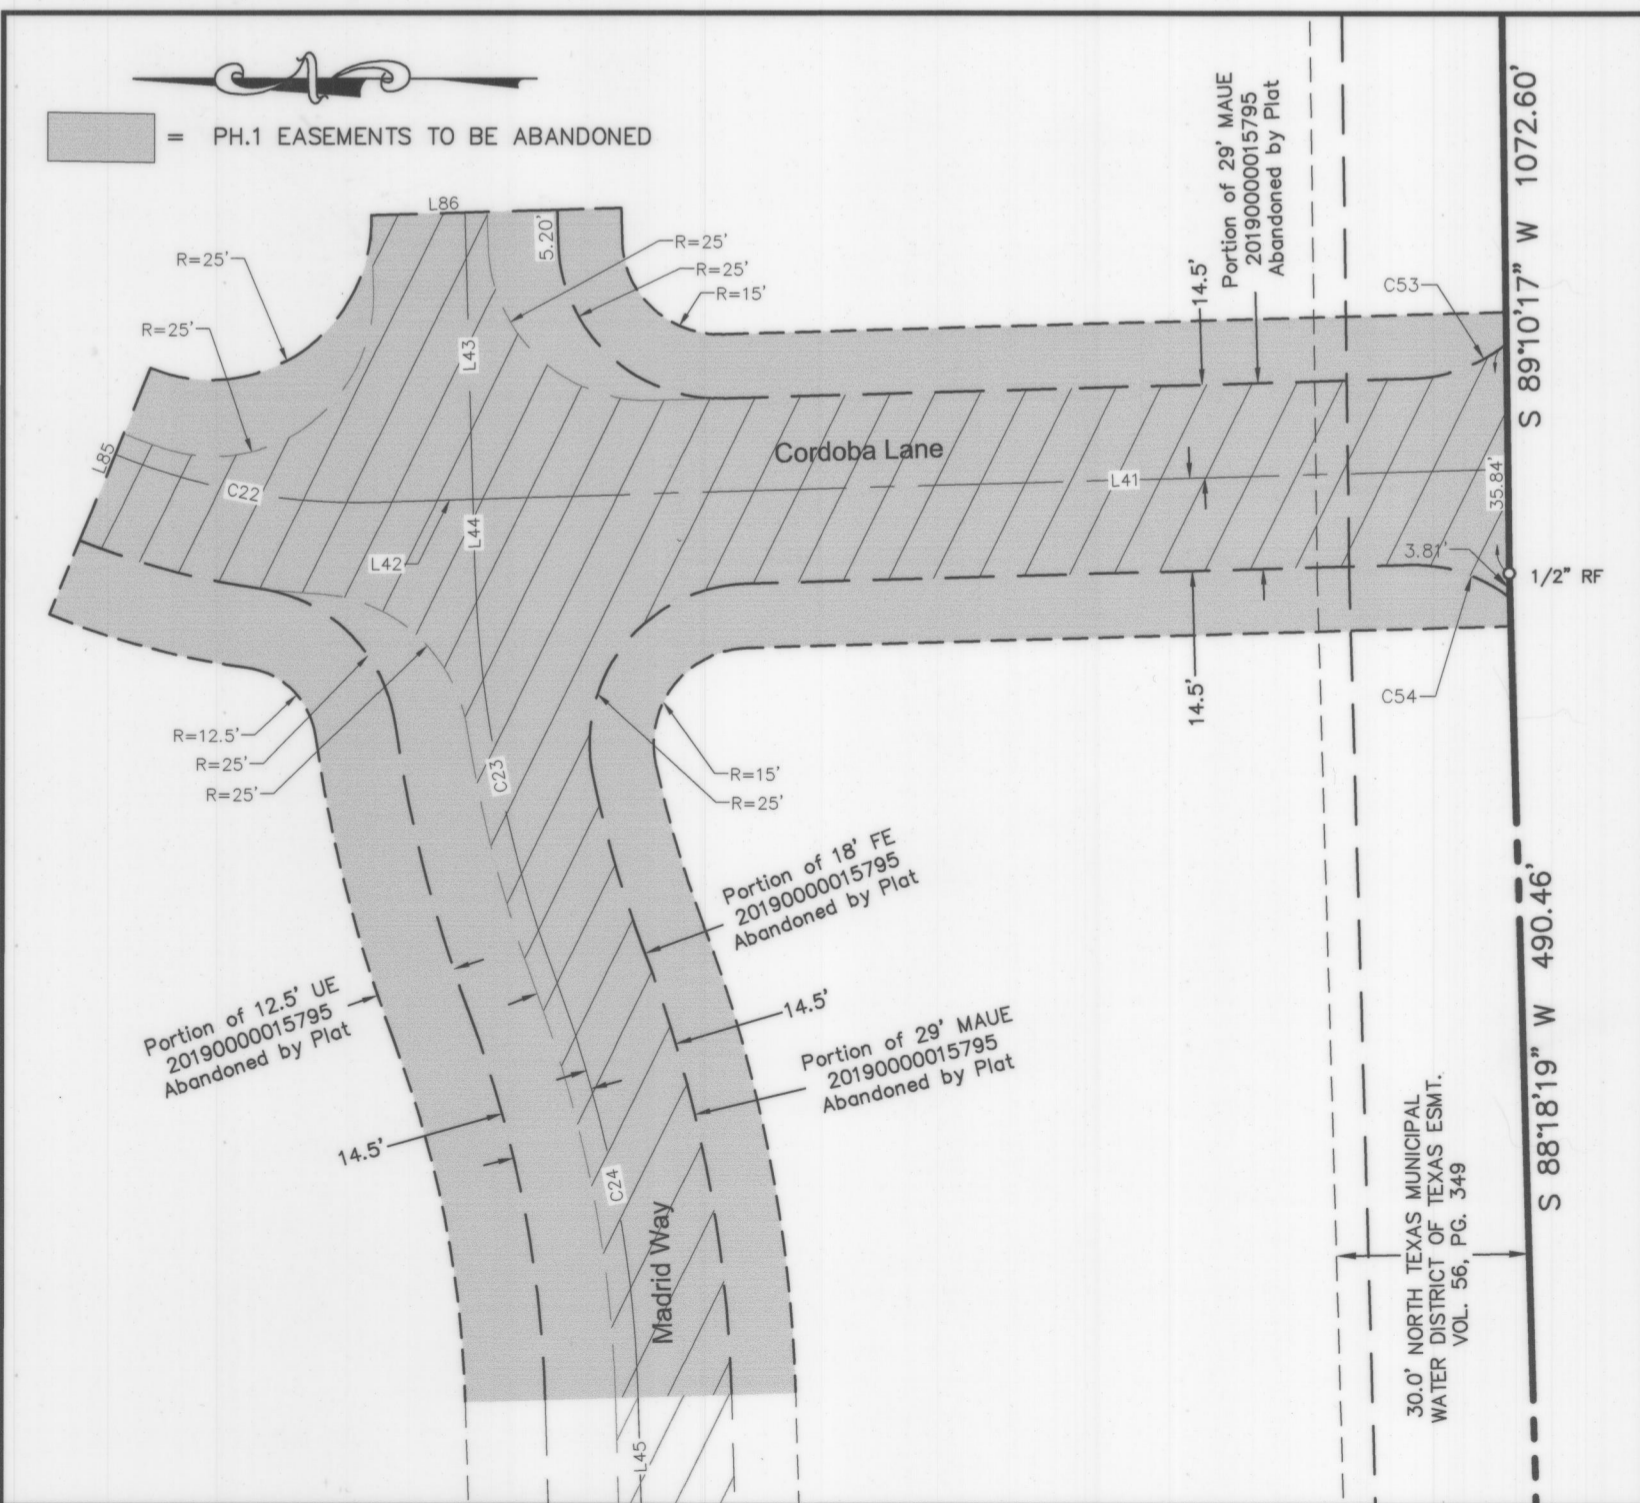 = PH.1 EASEMENTS TO BE ABANDONED
L86
5.20'
R=25'
R=25'
R=15'
R=25'
R=25'
L43
L85
C22
L42
L44
Cordoba Lane
L41
14.5'
Portion of 29' MAUE
20190000015795
Abandoned by Plat
C53
S 89°10'17" W 1072.60'
35.84'
3.81'
1/2" RF
C54
14.5'
R=12.5'
R=25'
R=25'
C23
R=15'
R=25'
Portion of 18' FE
20190000015795
Abandoned by Plat
14.5'
Portion of 29' MAUE
20190000015795
Abandoned by Plat
Portion of 12.5' UE
20190000015795
Abandoned by Plat
14.5'
C24
Madrid Way
L45
30.0' NORTH TEXAS MUNICIPAL
WATER DISTRICT OF TEXAS ESMT.
VOL. 56, PG. 349
S 88°18'19" W 490.46'